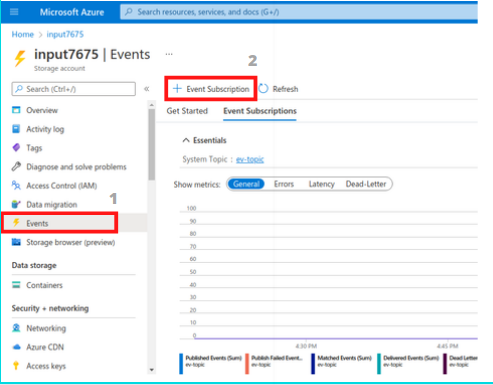 Microsoft Azure
Search resources, services, and docs (G+/)
Home > input7675
input7675 | Events ...
Storage account
2
Search (Ctrl+/)
«
+ Event Subscription
Refresh
Overview
Activity log
Tags
Diagnose and solve problems
Access Control (IAM)
Data migration
1
Events
Storage browser (preview)
Data storage
Containers
Security + networking
Networking
Azure CDN
Access keys
Get Started
Event Subscriptions
Essentials
System Topic : ev-topic
Show metrics:
General
Errors
Latency
Dead-Letter
100
90
80
70
60
50
40
30
20
10
0
4:30 PM
4:45 PM
Published Events (Sum)
ev-topic
Publish Failed Event...
ev-topic
Matched Events (Sum)
ev-topic
Delivered Events (Sum)
ev-topic
Dead Letter
ev-topic